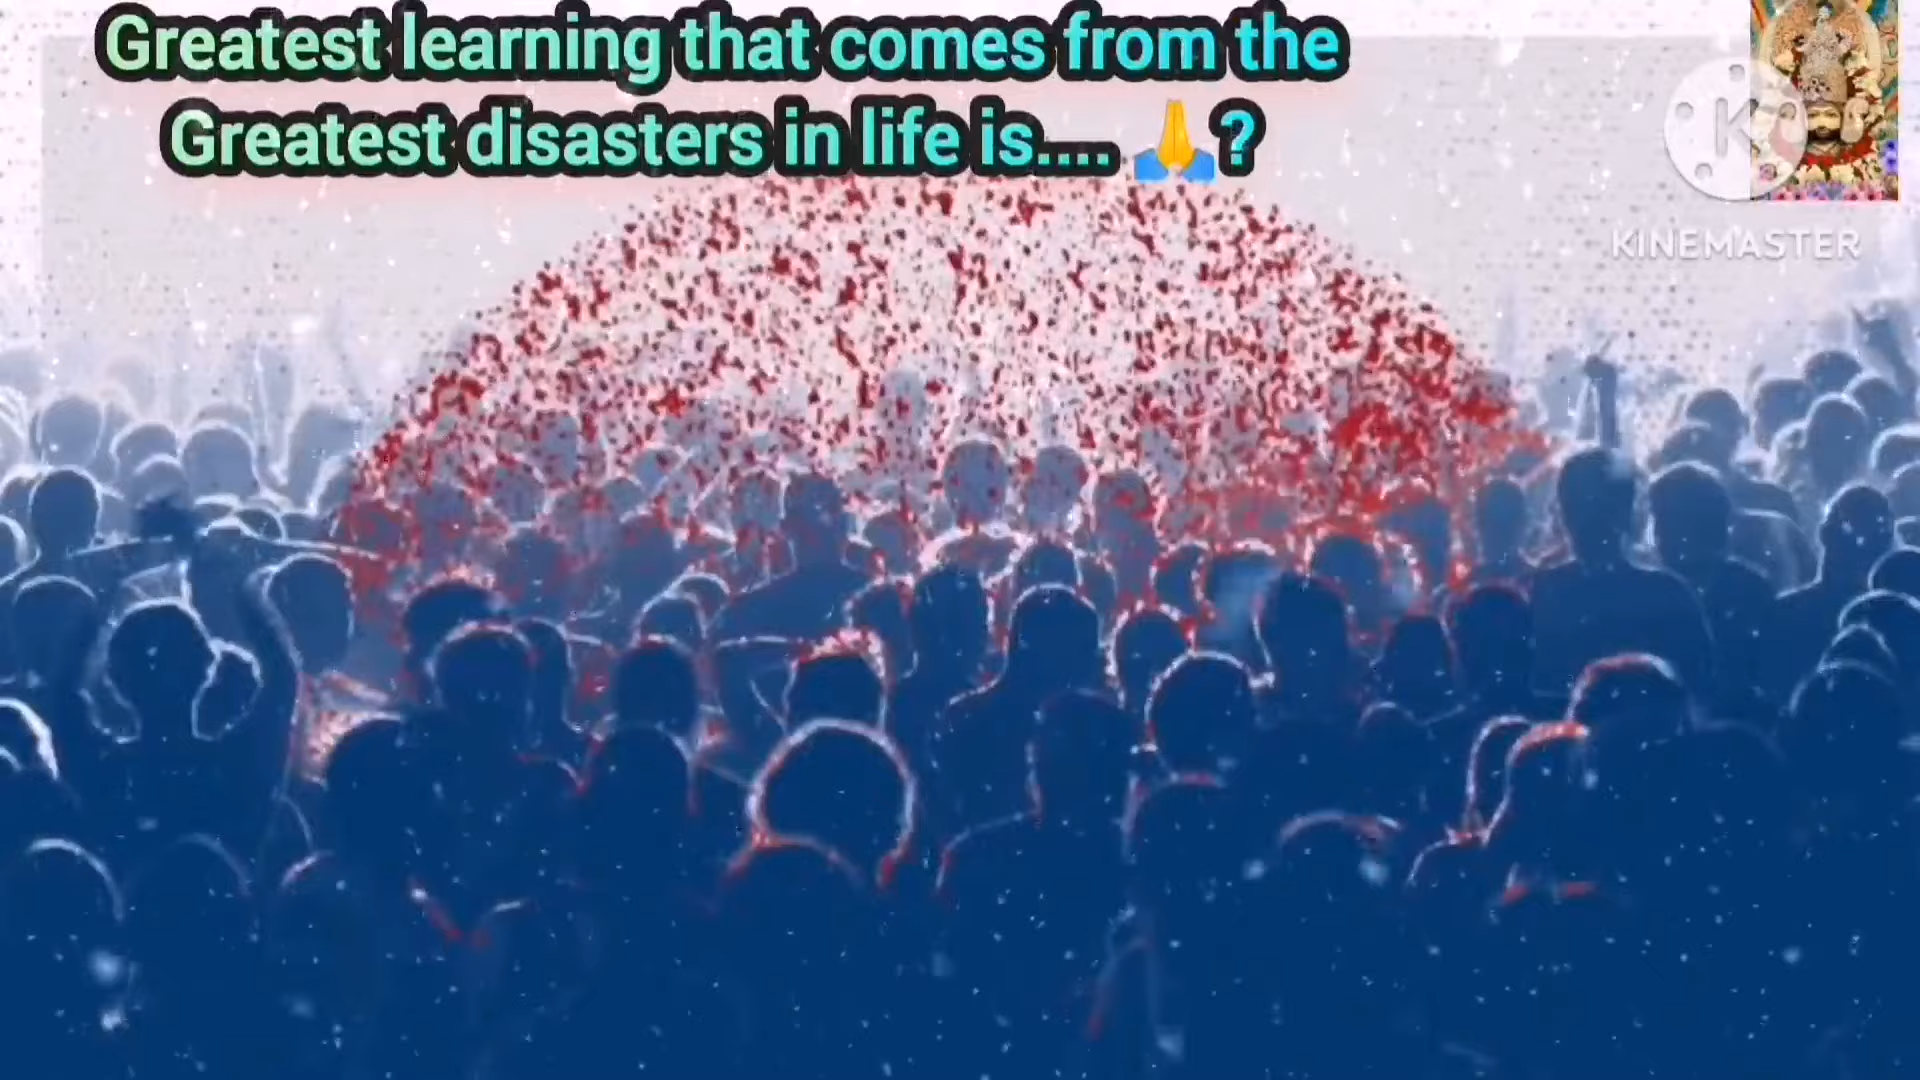 Greatest learning that comes from the
Greatest disasters in life is.... 🙏?
K
KINEMASTER